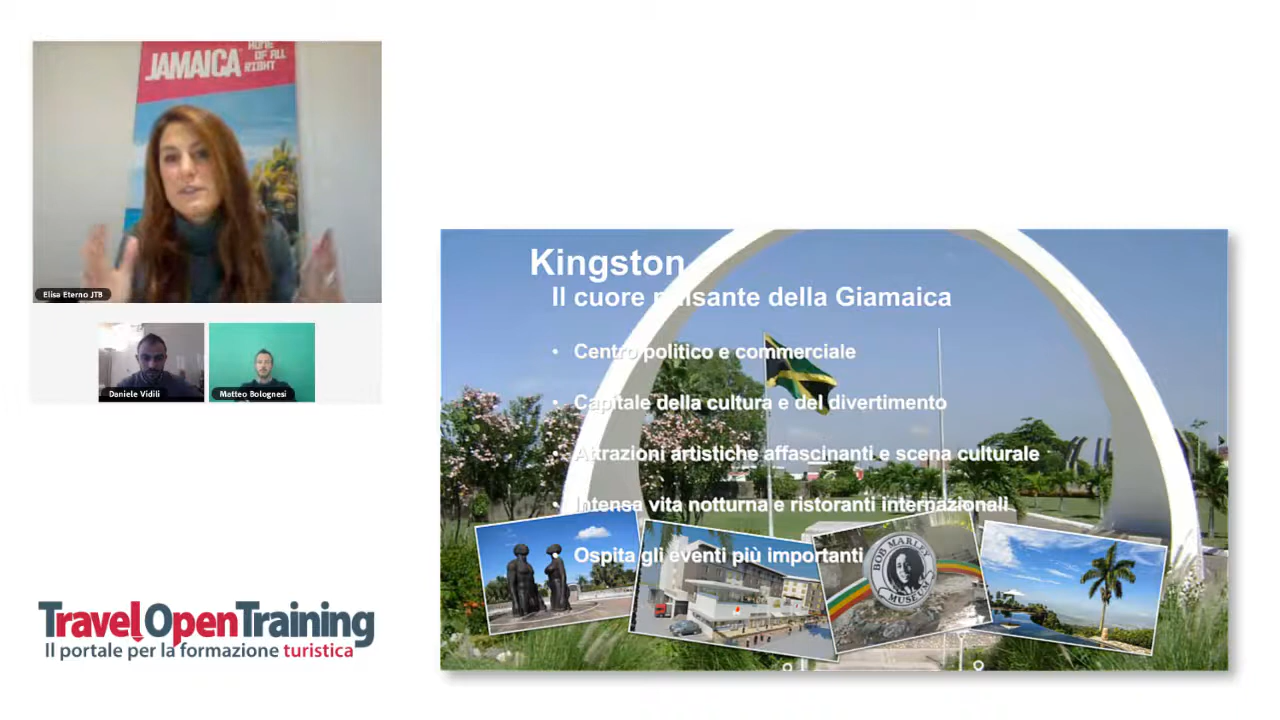 JAMAICA
HOME
OF ALL
RIGHT
Elisa Eterno JTB
Daniele Vidili
Matteo Bolognesi
TravelOpenTraining
Il portale per la formazione turistica
Kingston
Il cuore pulsante della Giamaica
• Centro politico e commerciale
• Capitale della cultura e del divertimento
• Attrazioni artistiche affascinanti e scena culturale
• Intensa vita notturna e ristoranti internazionali
• Ospita gli eventi più importanti
BOB MARLEY
MUSEUM